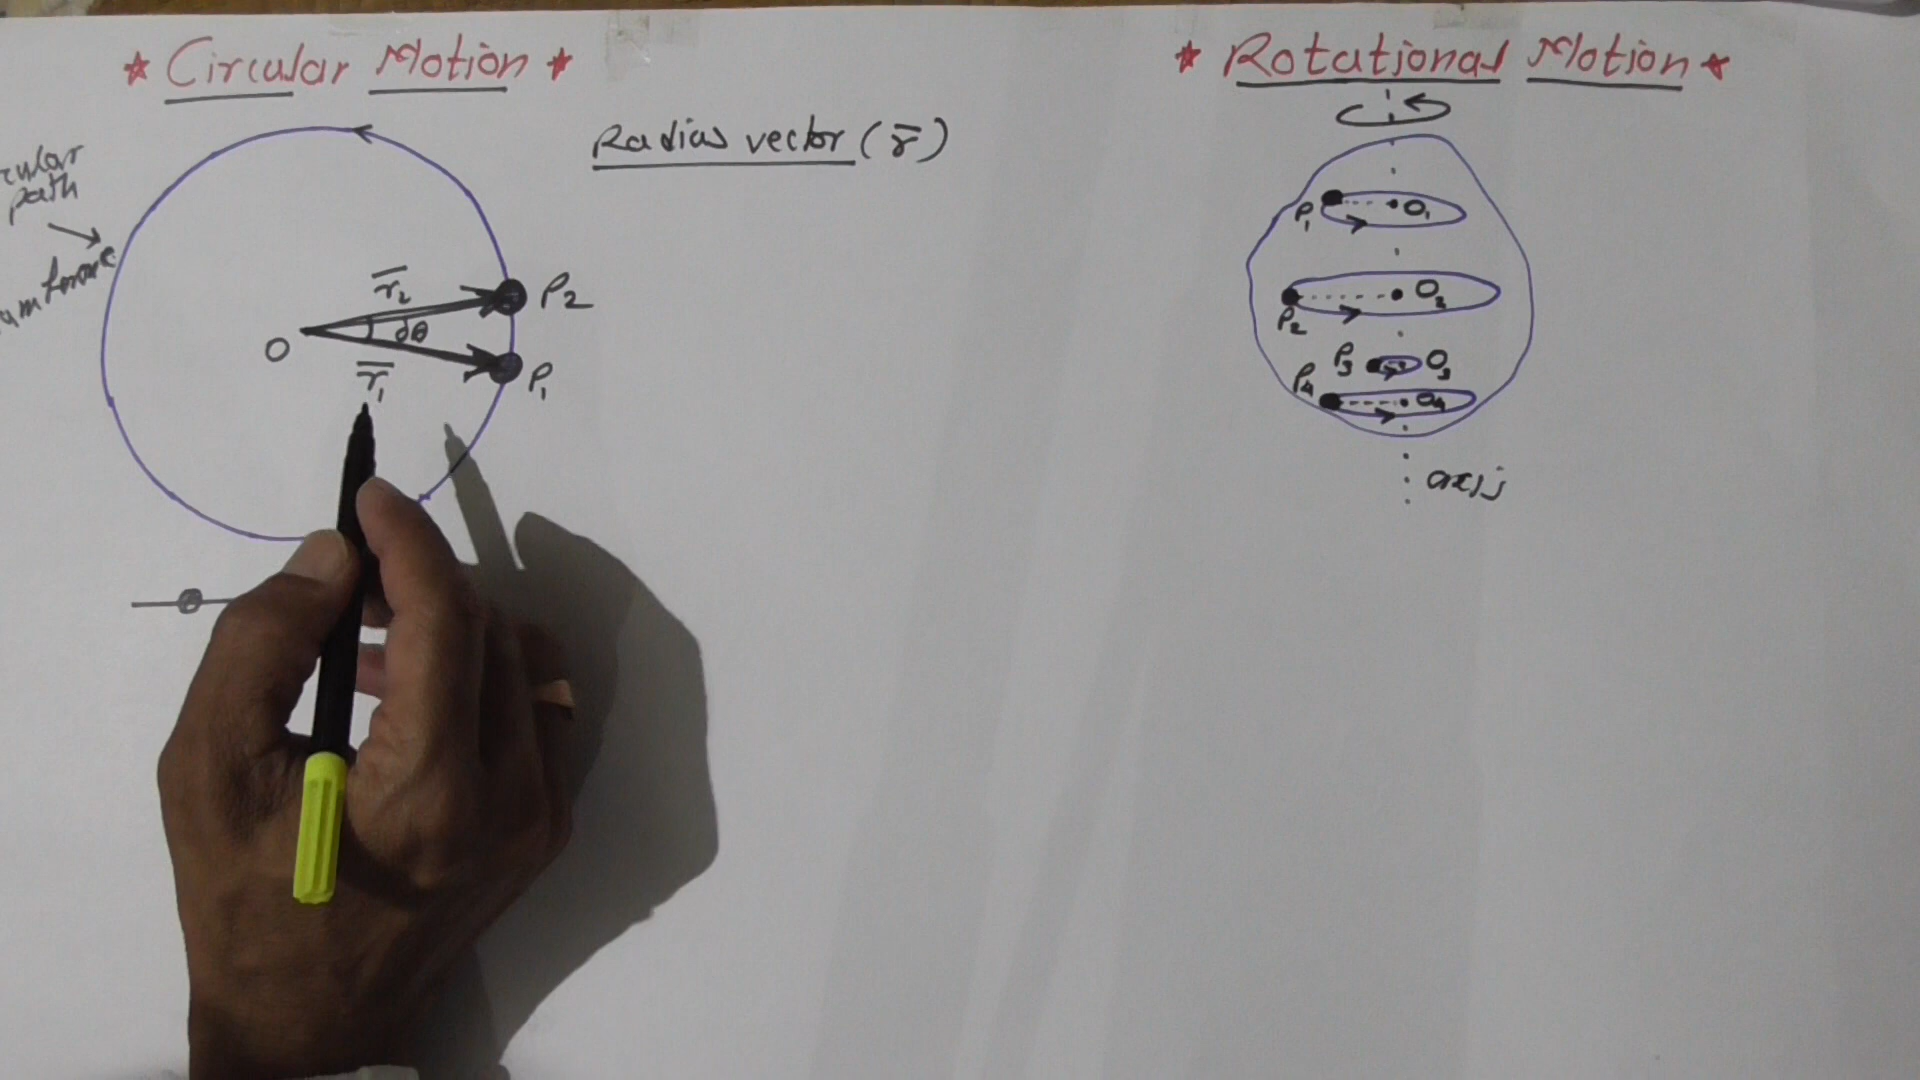 ★ Circular Motion ★
★ Rotational Motion ★
Radius vector (r̅)
path
r̅₂
P₂
dθ
O
r̅₁
P₁
P₁
O₁
P₂
O₂
P₃
O₃
P₄
O₄
axis